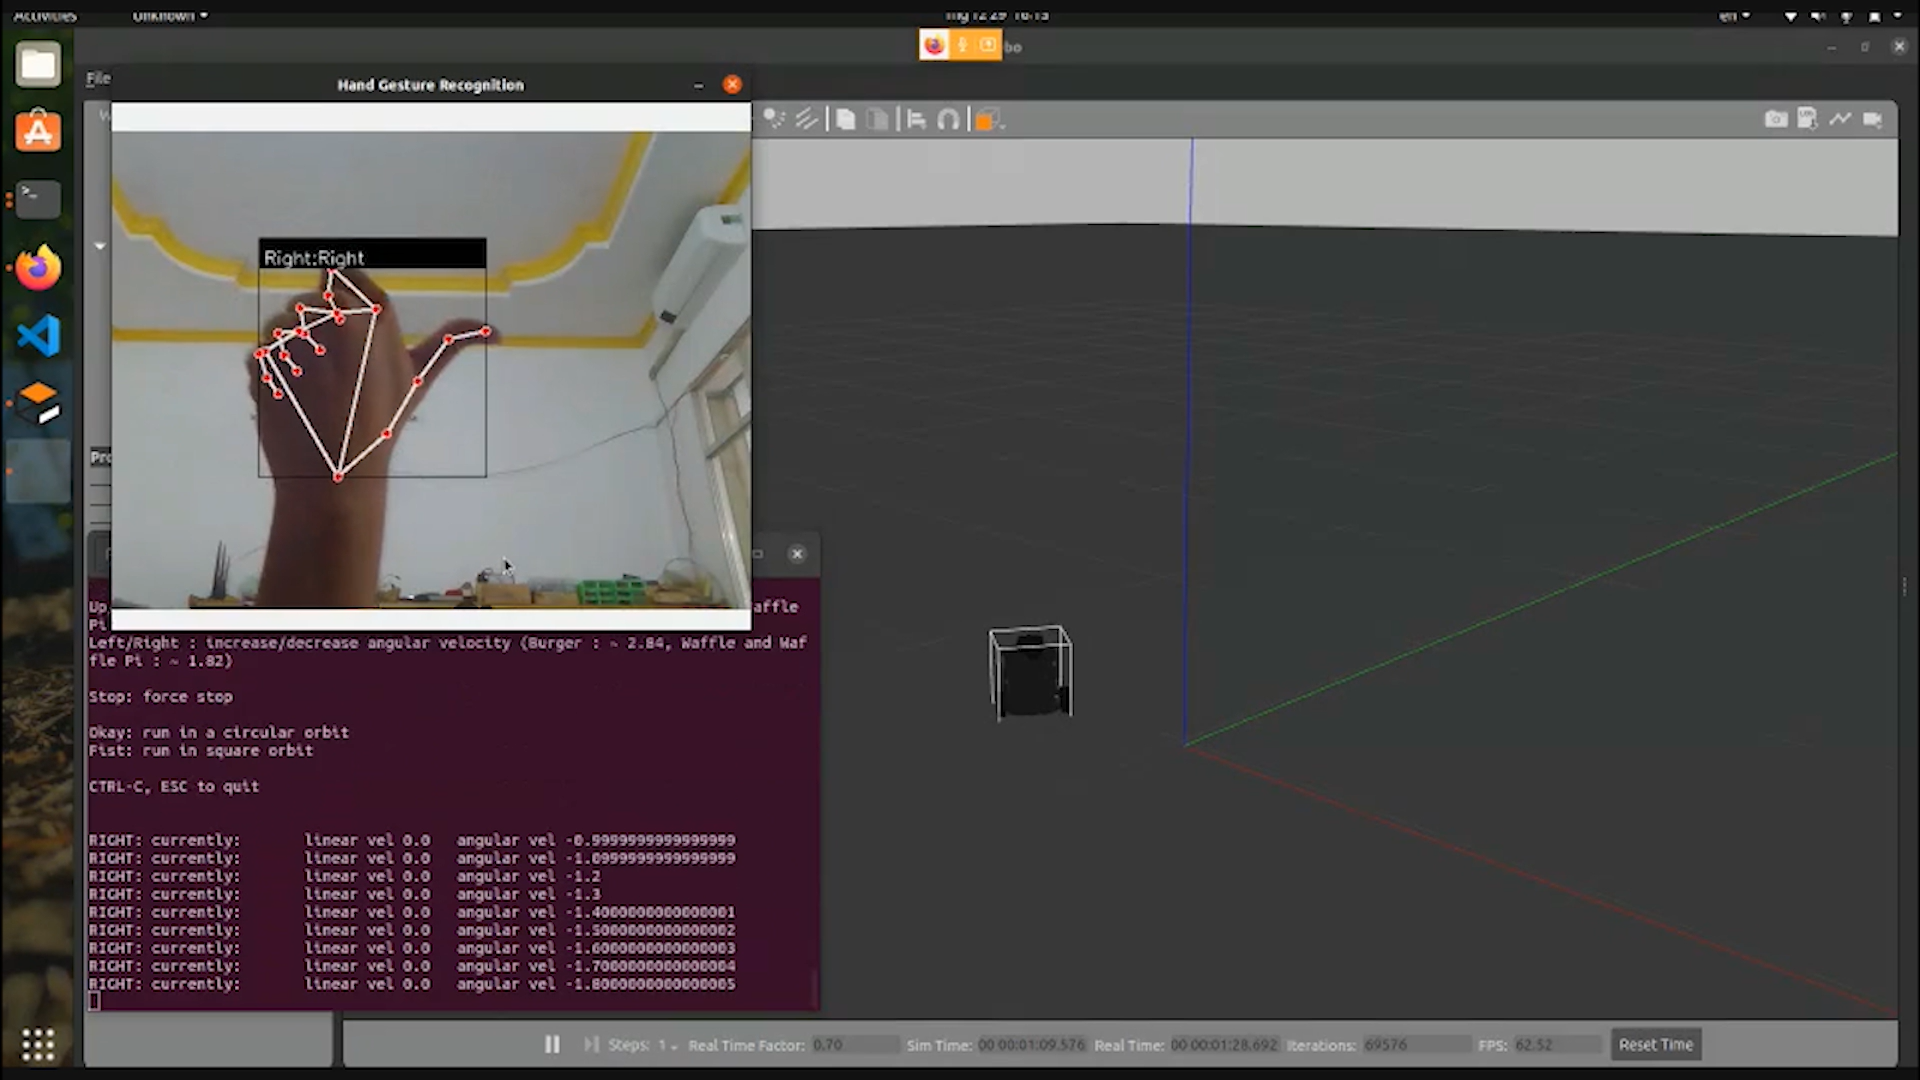 Activities
Unknown
en
bo
File
Hand Gesture Recognition
Right:Right
Up
affle
Pi
Left/Right : increase/decrease angular velocity (Burger : ~ 2.84, Waffle and Waf
fle Pi : ~ 1.82)
Stop: force stop
Okay: run in a circular orbit
Fist: run in square orbit
CTRL-C, ESC to quit
RIGHT: currently: linear vel 0.0 angular vel -0.9999999999999999
RIGHT: currently: linear vel 0.0 angular vel -1.0999999999999999
RIGHT: currently: linear vel 0.0 angular vel -1.2
RIGHT: currently: linear vel 0.0 angular vel -1.3
RIGHT: currently: linear vel 0.0 angular vel -1.4000000000000001
RIGHT: currently: linear vel 0.0 angular vel -1.5000000000000002
RIGHT: currently: linear vel 0.0 angular vel -1.6000000000000003
RIGHT: currently: linear vel 0.0 angular vel -1.7000000000000004
RIGHT: currently: linear vel 0.0 angular vel -1.8000000000000005
Pro
Steps: 1 Real Time Factor: 0.70 Sim Time: 00 00:01:09.576 Real Time: 00 00:01:28.692 Iterations: 69576 FPS: 62.52 Reset Time